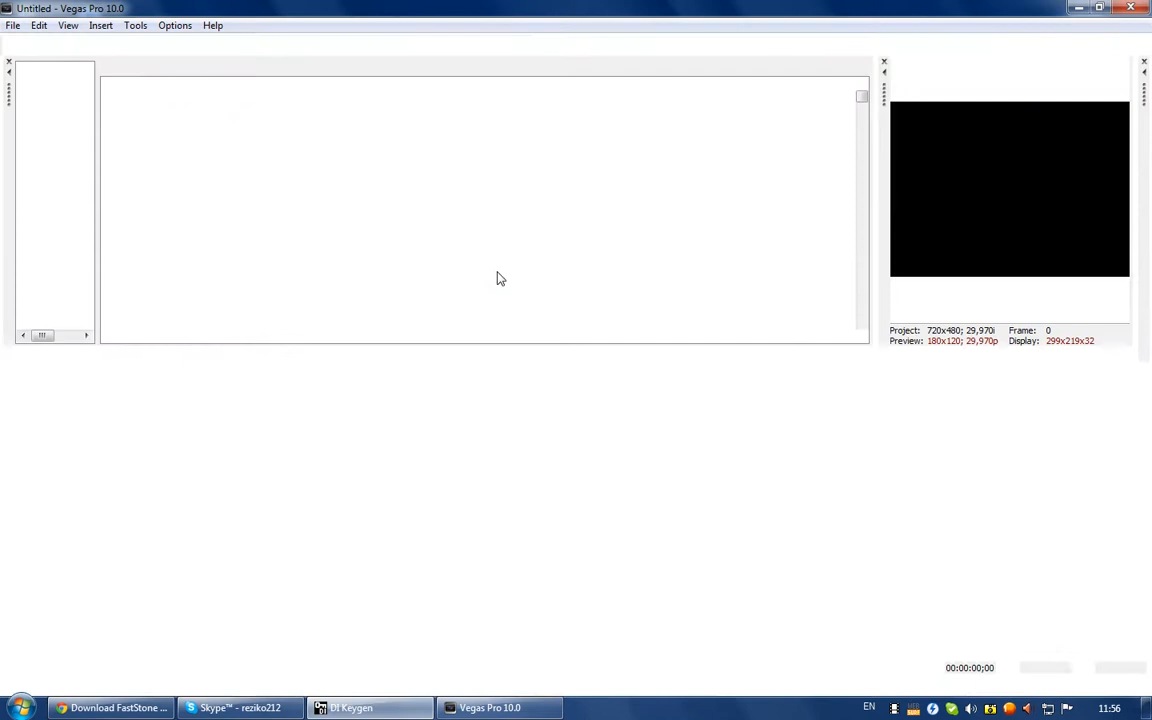 Untitled - Vegas Pro 10.0
File Edit View Insert Tools Options Help
Project: 720x480; 29,970i Frame: 0
Preview: 180x120; 29,970p Display: 299x219x32
00:00:00;00
Download FastStone ... Skype™ - reziko212 DI Keygen Vegas Pro 10.0 EN 11:56